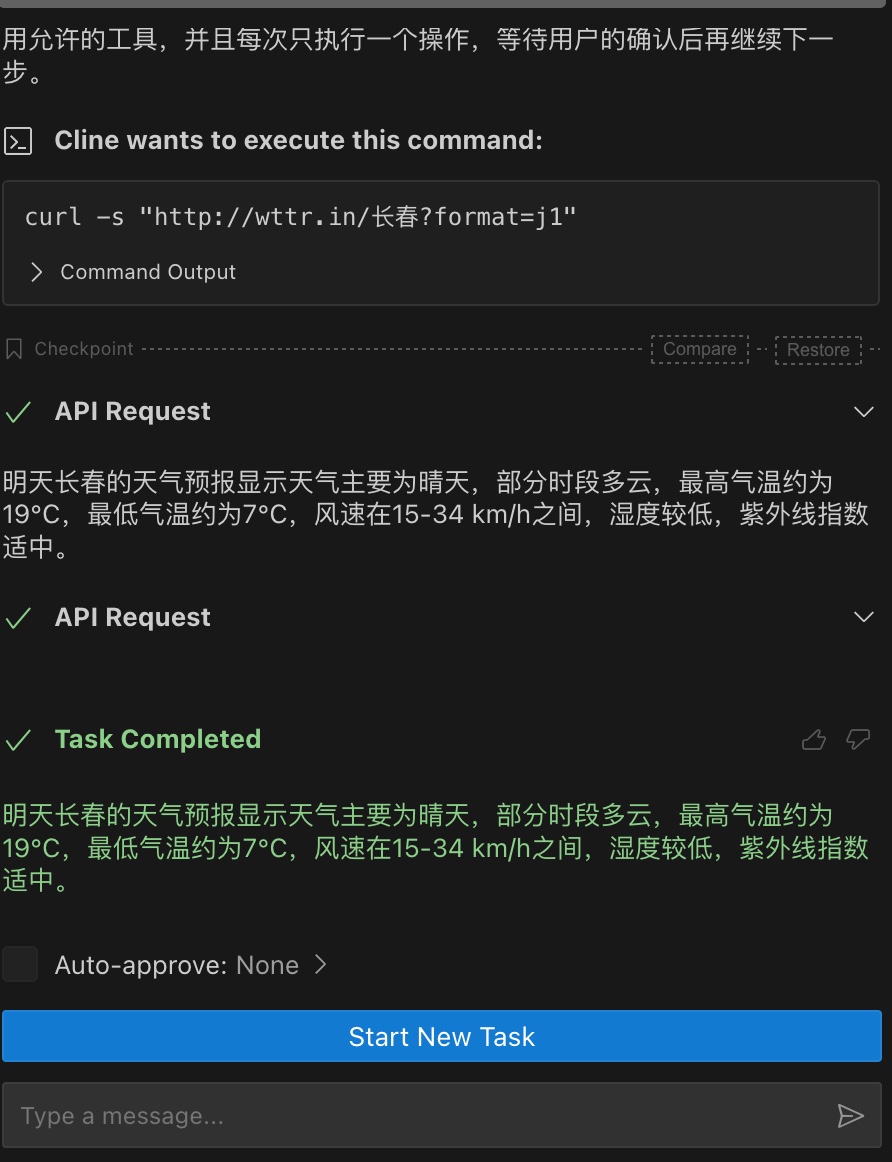 用允许的工具，并且每次只执行一个操作，等待用户的确认后再继续下一
步。
Cline wants to execute this command:
curl -s "http://wttr.in/长春?format=j1"
Command Output
Checkpoint
Compare
Restore
API Request
明天长春的天气预报显示天气主要为晴天，部分时段多云，最高气温约为
19°C，最低气温约为7°C，风速在15-34 km/h之间，湿度较低，紫外线指数
适中。
API Request
Task Completed
明天长春的天气预报显示天气主要为晴天，部分时段多云，最高气温约为
19°C，最低气温约为7°C，风速在15-34 km/h之间，湿度较低，紫外线指数
适中。
Auto-approve: None
Start New Task
Type a message...